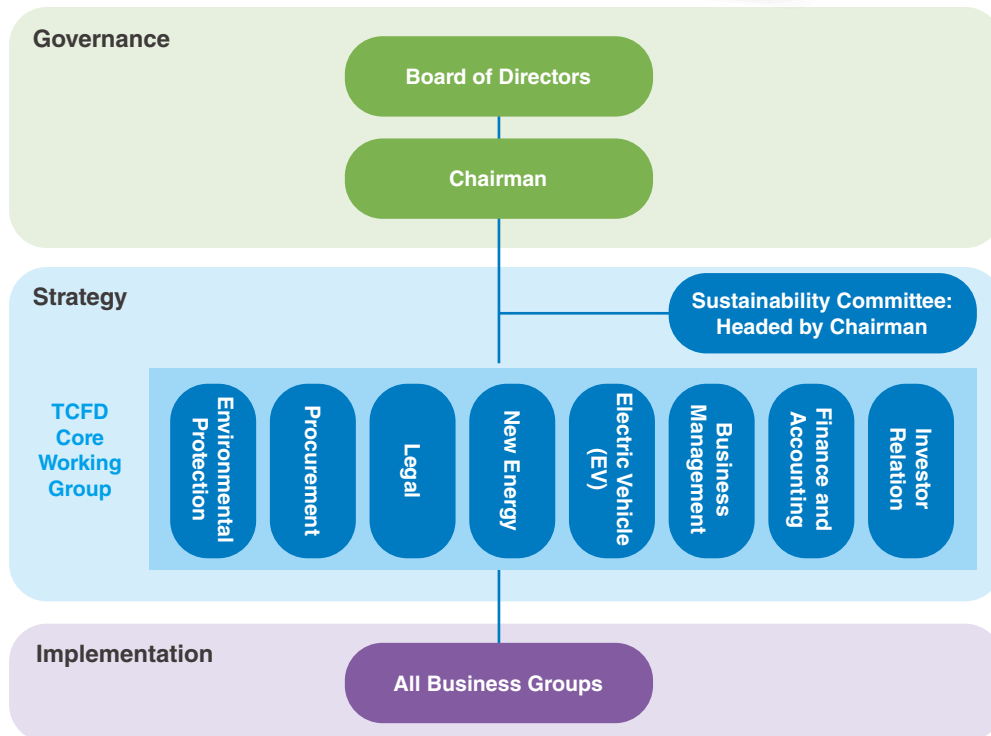 Governance
Board of Directors
Chairman
Strategy
Sustainability Committee:
Headed by Chairman
TCFD
Core
Working
Group
Environmental
Protection
Procurement
Legal
New Energy
Electric Vehicle
(EV)
Business
Management
Finance and
Accounting
Investor
Relation
Implementation
All Business Groups